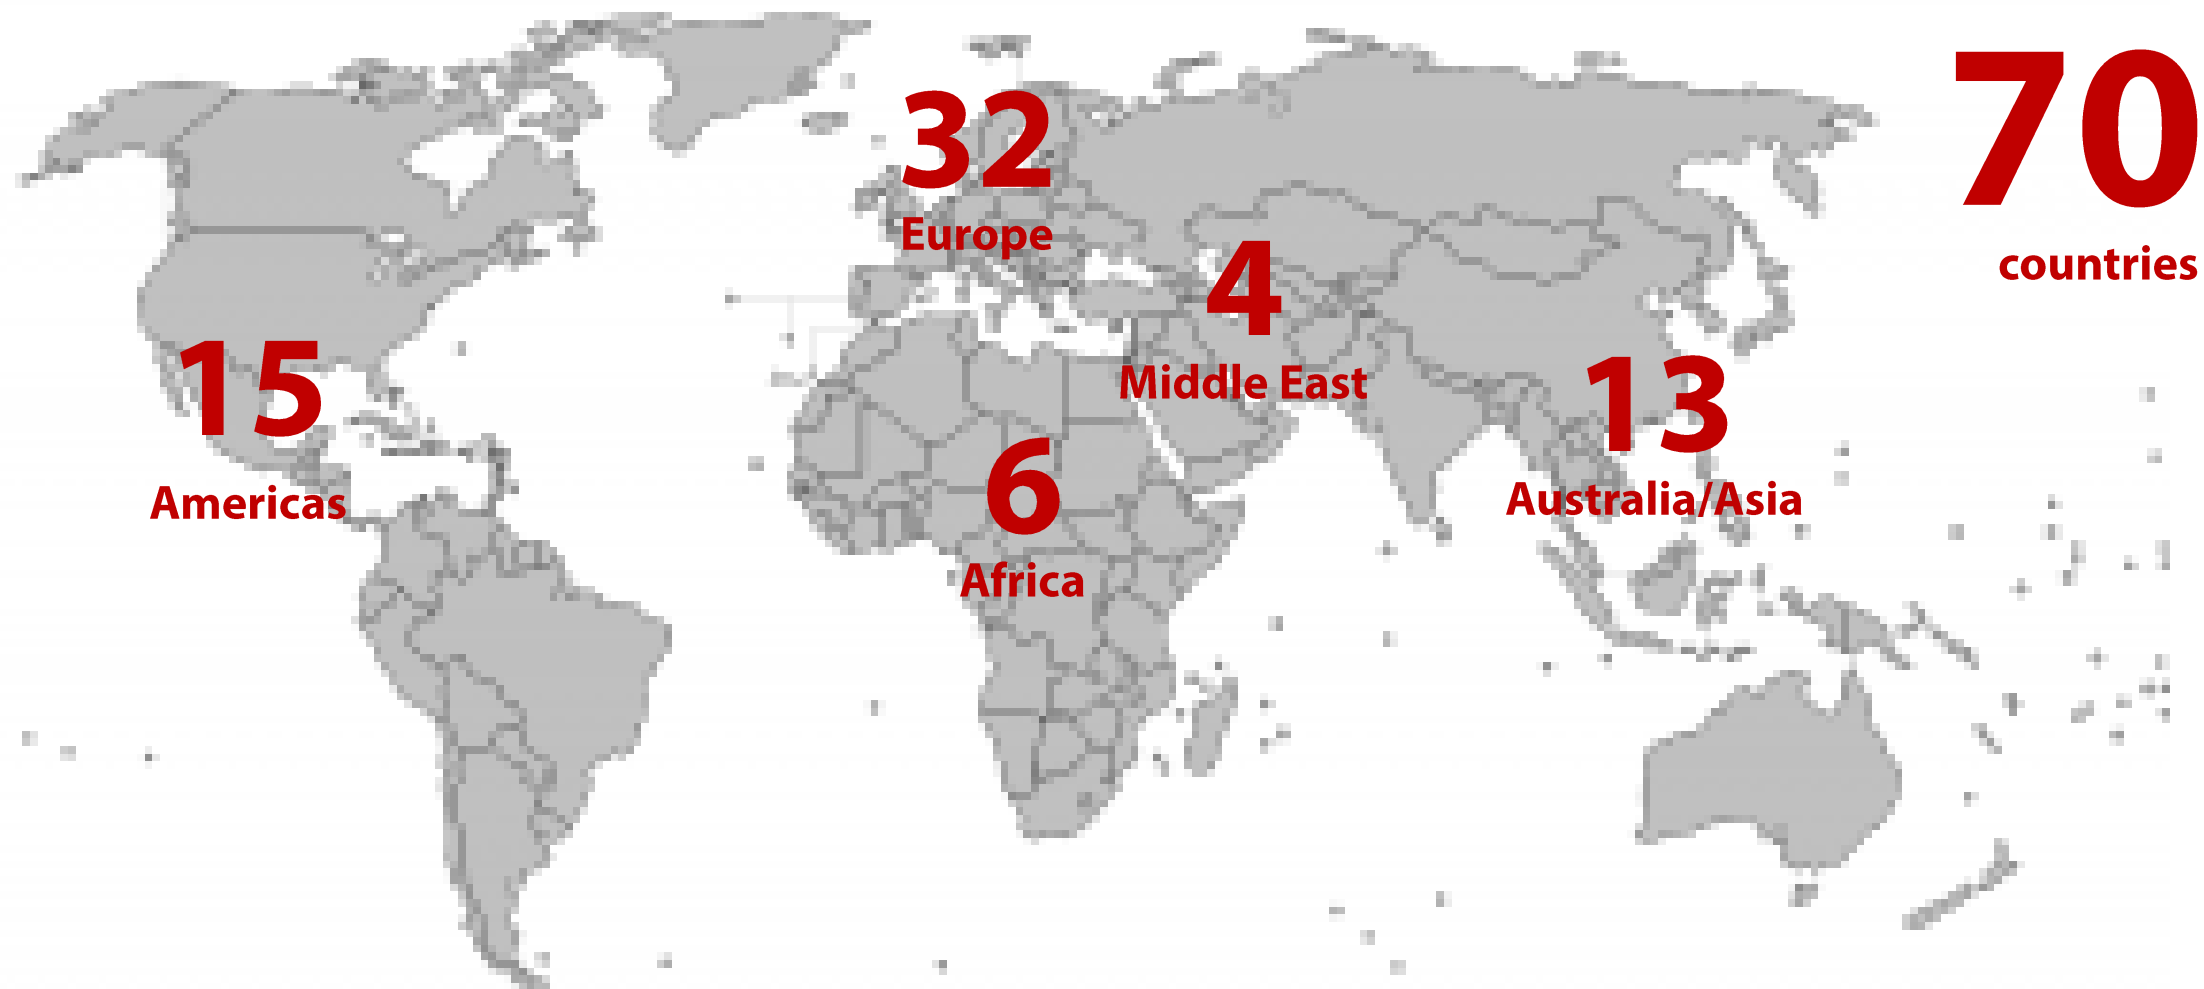 70
countries
32
Europe
4
Middle East
15
Americas
13
Australia/Asia
6
Africa